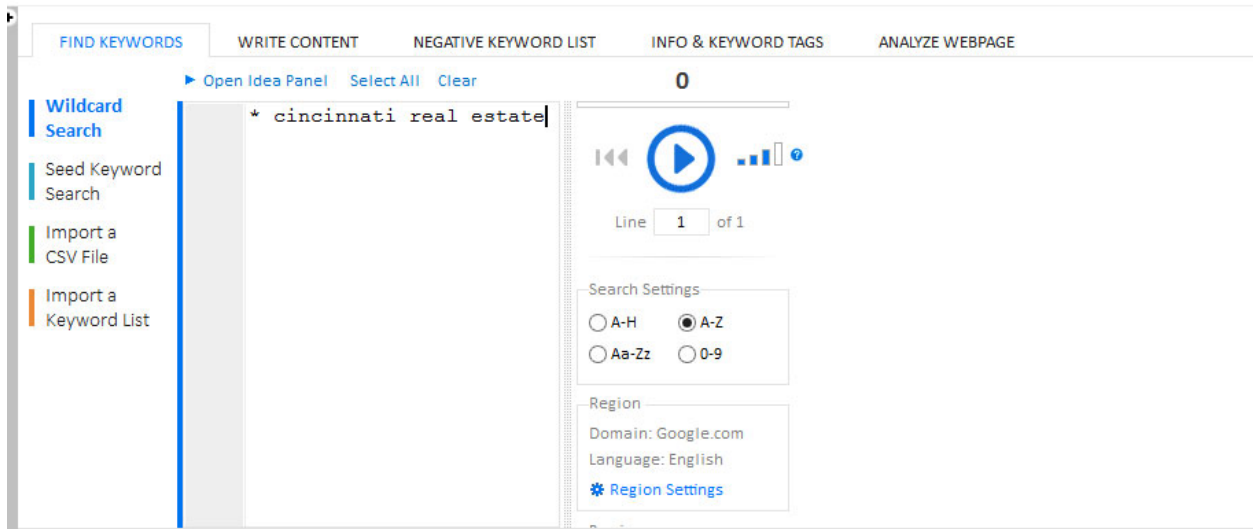 FIND KEYWORDS WRITE CONTENT NEGATIVE KEYWORD LIST INFO & KEYWORD TAGS ANALYZE WEBPAGE
Open Idea Panel Select All Clear 0
Wildcard
Search
Seed Keyword
Search
Import a
CSV File
Import a
Keyword List
* cincinnati real estate
?
Line 1 of 1
Search Settings
A-H A-Z
Aa-Zz 0-9
Region
Domain: Google.com
Language: English
Region Settings